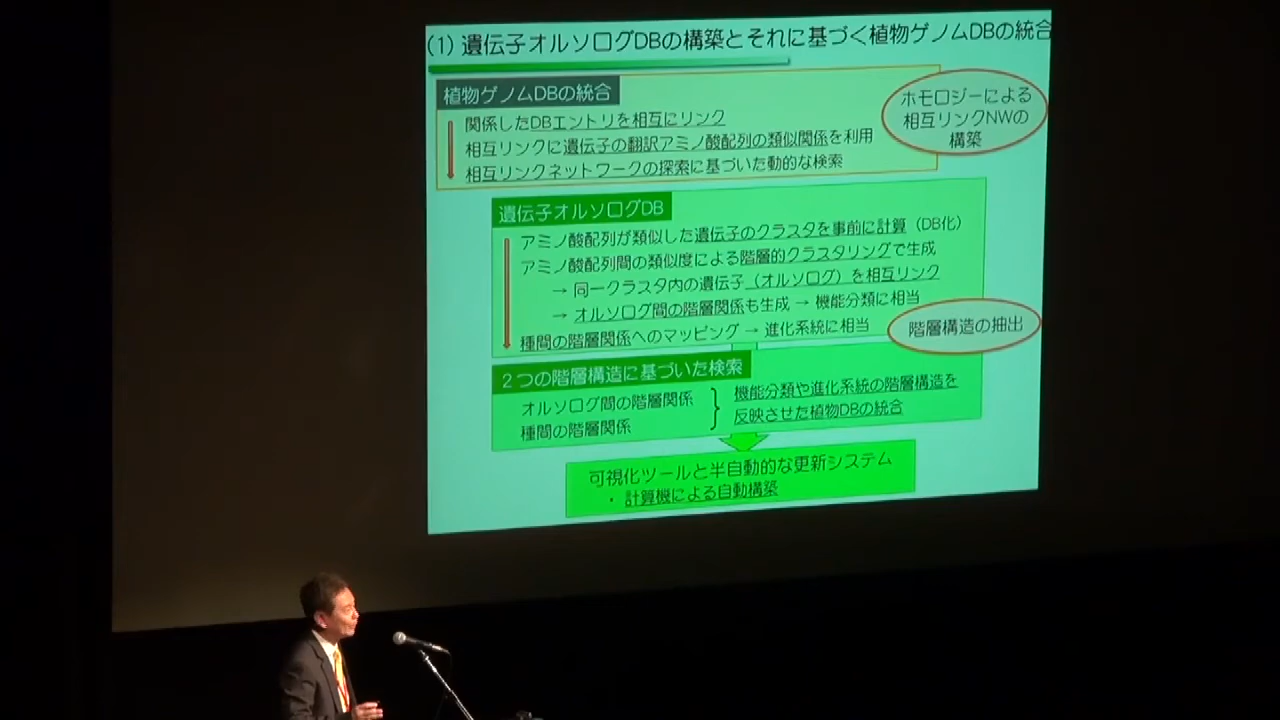 (1) 遺伝子オルソログDBの構築とそれに基づく植物ゲノムDBの統合
植物ゲノムDBの統合
関係したDBエントリを相互にリンク
相互リンクに遺伝子の翻訳アミノ酸配列の類似関係を利用
相互リンクネットワークの探索に基づいた動的な検索
ホモロジーによる
相互リンクNWの
構築
遺伝子オルソログDB
アミノ酸配列が類似した遺伝子のクラスタを事前に計算（DB化）
アミノ酸配列間の類似度による階層的クラスタリングで生成
→ 同一クラスタ内の遺伝子（オルソログ）を相互リンク
→ オルソログ間の階層関係も生成 → 機能分類に相当
種間の階層関係へのマッピング → 進化系統に相当
階層構造の抽出
２つの階層構造に基づいた検索
オルソログ間の階層関係
種間の階層関係
機能分類や進化系統の階層構造を
反映させた植物DBの統合
可視化ツールと半自動的な更新システム
・計算機による自動構築